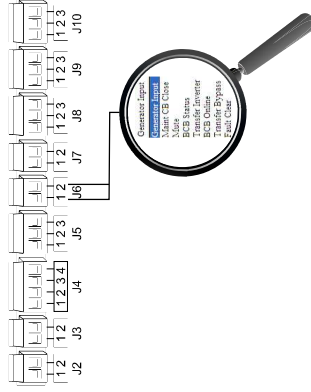 1 2 3
J10
1 2 3
J9
1 2 3
J8
1 2
J7
1 2
J6
1 2 3
J5
1 2 3 4
J4
1 2
J3
1 2
J2
Generator Input
Generator Input
Maint CB Close
Mute
BCB Status
Transfer Inverter
BCB Online
Transfer Bypass
Fault Clear